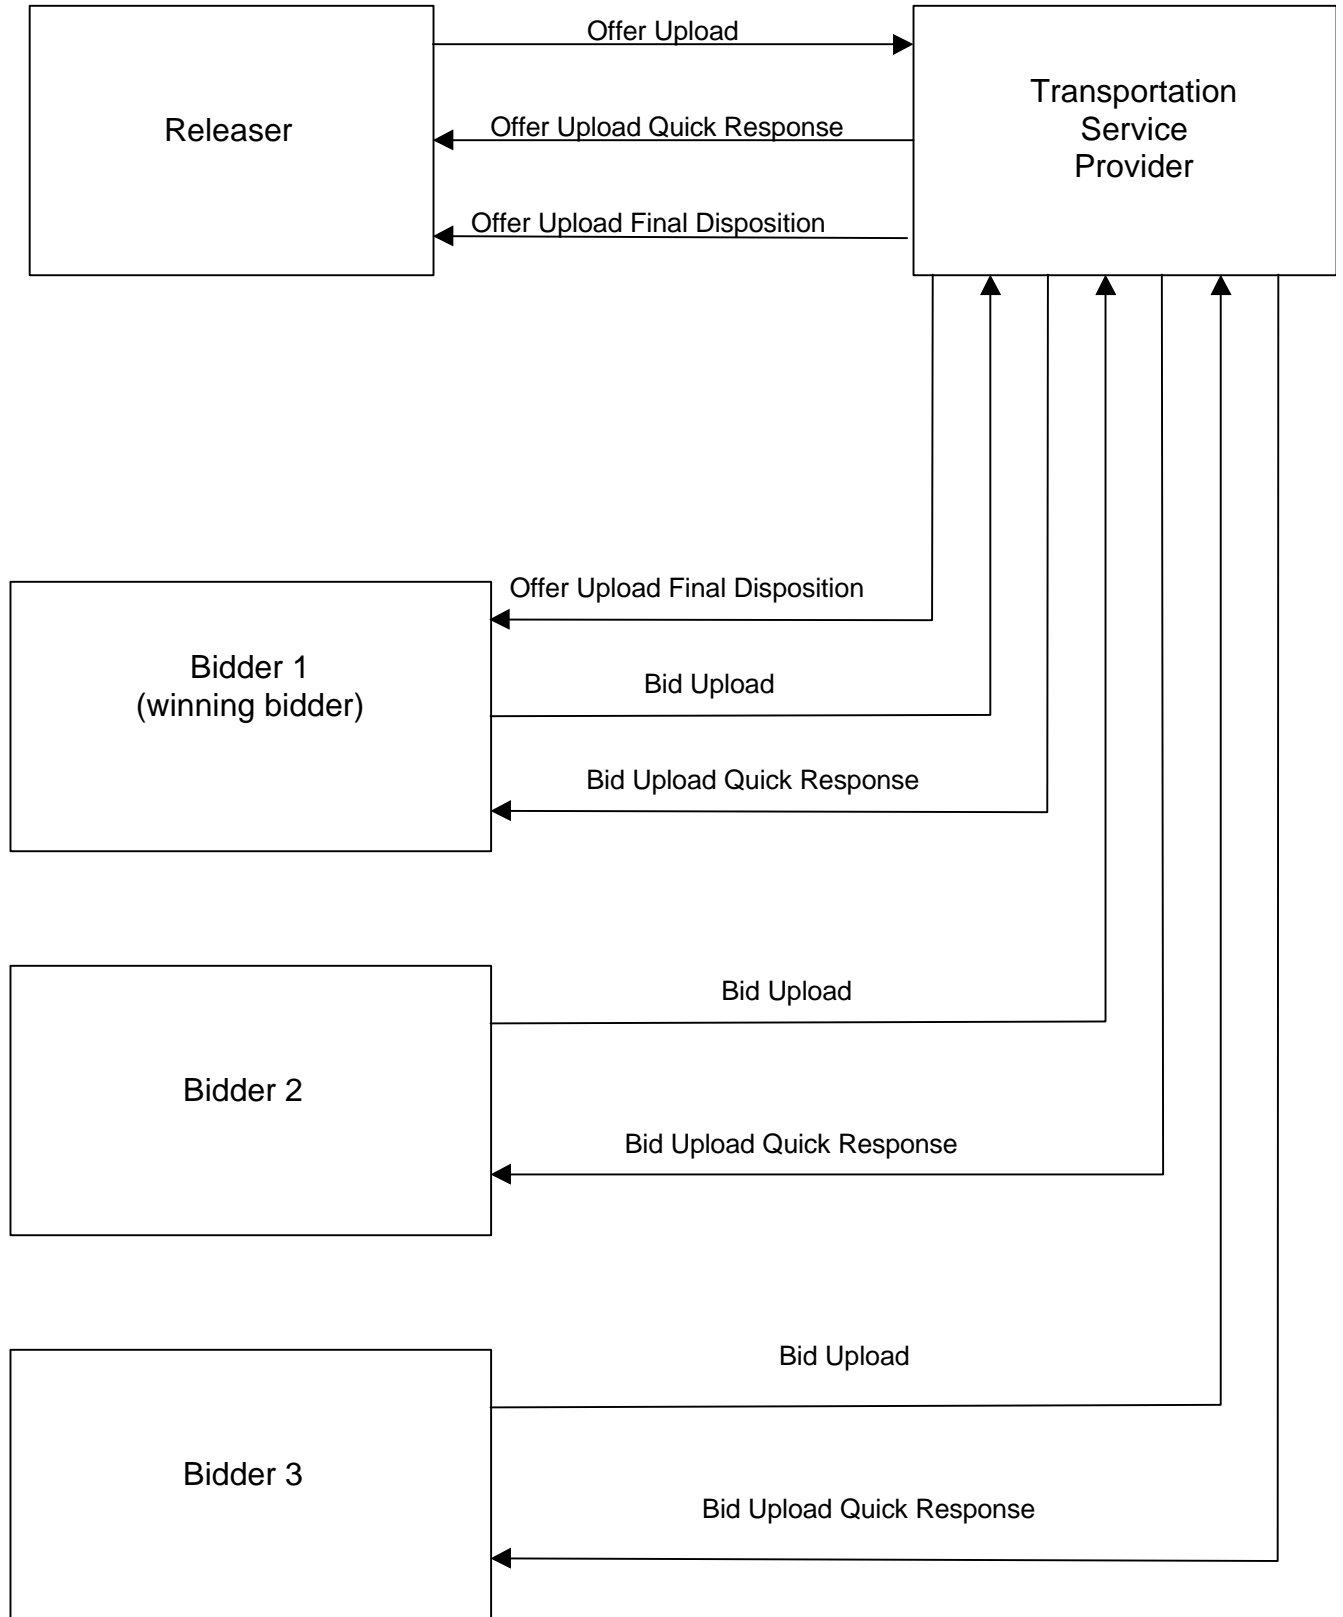 Offer Upload
Releaser
Transportation
Service
Provider
Offer Upload Quick Response
Offer Upload Final Disposition
Offer Upload Final Disposition
Bidder 1
(winning bidder)
Bid Upload
Bid Upload Quick Response
Bid Upload
Bidder 2
Bid Upload Quick Response
Bid Upload
Bidder 3
Bid Upload Quick Response